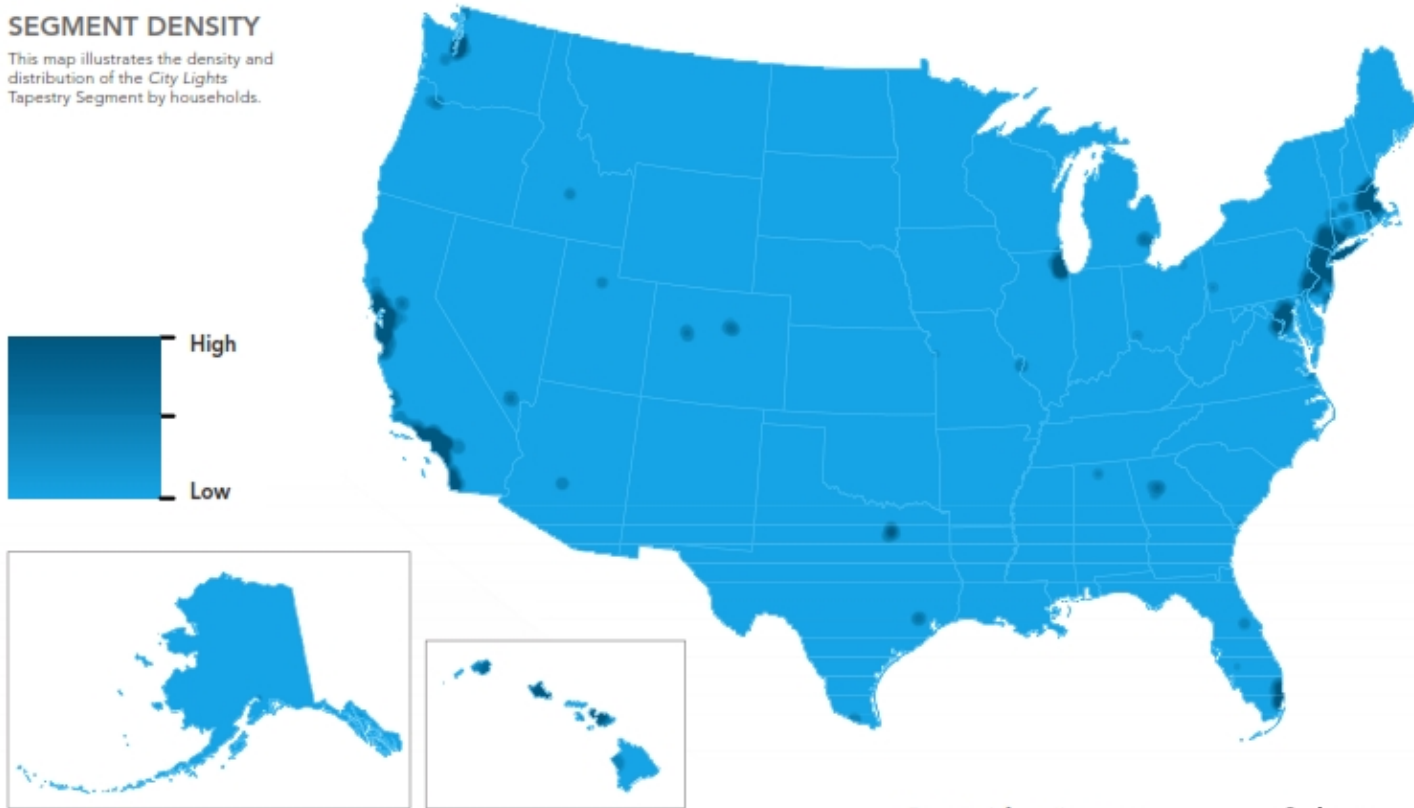 SEGMENT DENSITY
This map illustrates the density and
distribution of the City Lights
Tapestry Segment by households.
High
Low